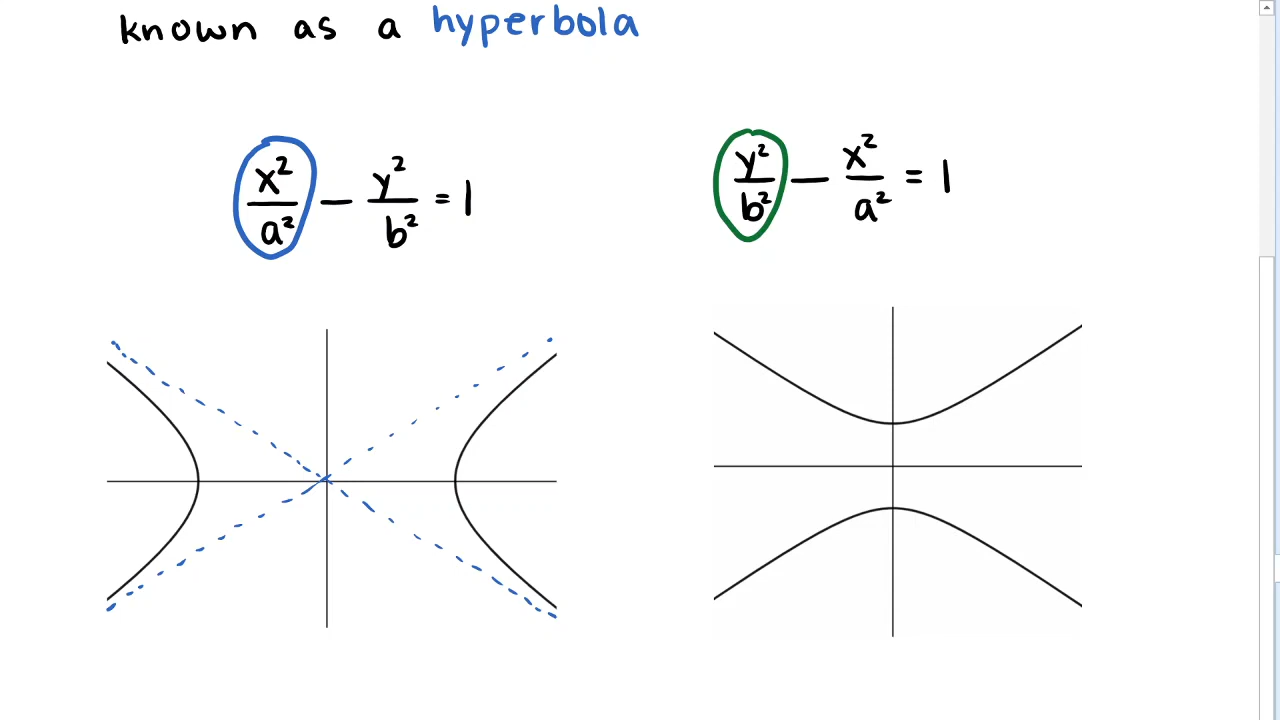 known as a hyperbola
x²/a² − y²/b² = 1
y²/b² − x²/a² = 1